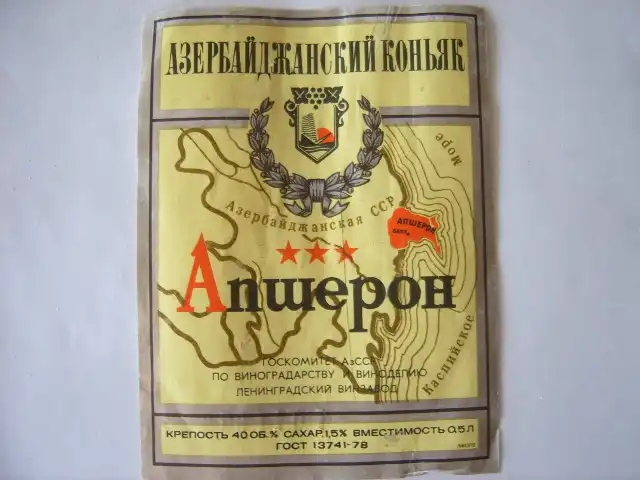 АЗЕРБАЙДЖАНСКИЙ КОНЬЯК
Море
Азербайджанская ССР
АПШЕРОН
Апшерон
Каспийское
ГОСКОМИТЕТ АзССР
ПО ВИНОГРАДАРСТВУ И ВИНОДЕЛИЮ
ЛЕНИНГРАДСКИЙ ВИНЗАВОД
КРЕПОСТЬ 40 ОБ.% САХАР, 1,5% ВМЕСТИМОСТЬ 0,5 Л
ГОСТ 13741-78